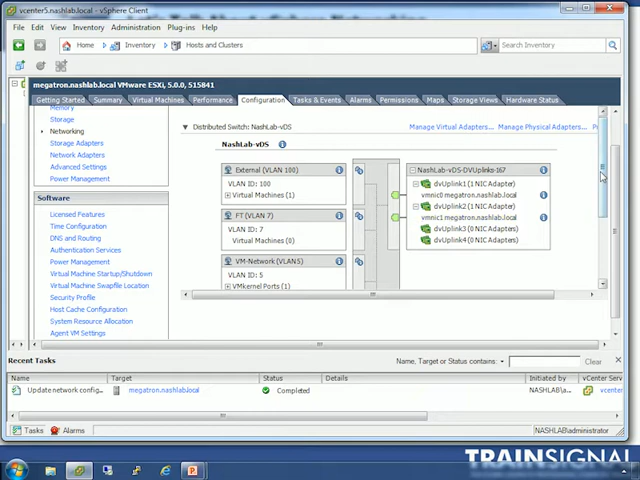 vcenter5.nashlab.local - vSphere Client
File Edit View Inventory Administration Plug-ins Help
Home Inventory Hosts and Clusters Search Inventory
megatron.nashlab.local VMware ESXi, 5.0.0, 515841
Getting Started Summary Virtual Machines Performance Configuration Tasks & Events Alarms Permissions Maps Storage Views Hardware Status
Memory
Storage
Networking
Storage Adapters
Network Adapters
Advanced Settings
Power Management
Software
Licensed Features
Time Configuration
DNS and Routing
Authentication Services
Power Management
Virtual Machine Startup/Shutdown
Virtual Machine Swapfile Location
Security Profile
Host Cache Configuration
System Resource Allocation
Agent VM Settings
Distributed Switch: NashLab-vDS Manage Virtual Adapters... Manage Physical Adapters...
NashLab-vDS
External (VLAN 100)
VLAN ID: 100
Virtual Machines (1)
FT (VLAN 7)
VLAN ID: 7
Virtual Machines (0)
VM-Network (VLAN 5)
VLAN ID: 5
VMkernel Ports (1)
NashLab-vDS-DVUplinks-167
dvUplink1 (1 NIC Adapter)
vmnic0 megatron.nashlab.local
dvUplink2 (1 NIC Adapter)
vmnic1 megatron.nashlab.local
dvUplink3 (0 NIC Adapters)
dvUplink4 (0 NIC Adapters)
Recent Tasks Name, Target or Status contains: Clear
Name Target Status Details Initiated by vCenter Serve
Update network config... megatron.nashlab.local Completed NASHLAB\a... vcenter
Tasks Alarms NASHLAB\administrator
TRAINSIGNAL